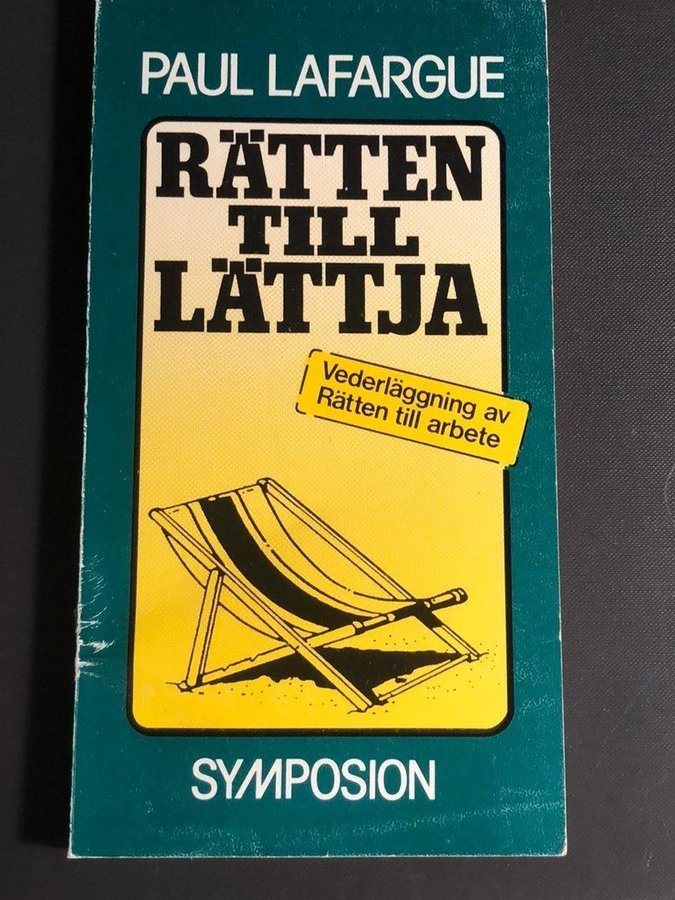 PAUL LAFARGUE
RÄTTEN
TILL
LÄTTJA
Vederläggning av
Rätten till arbete
SYMPOSION